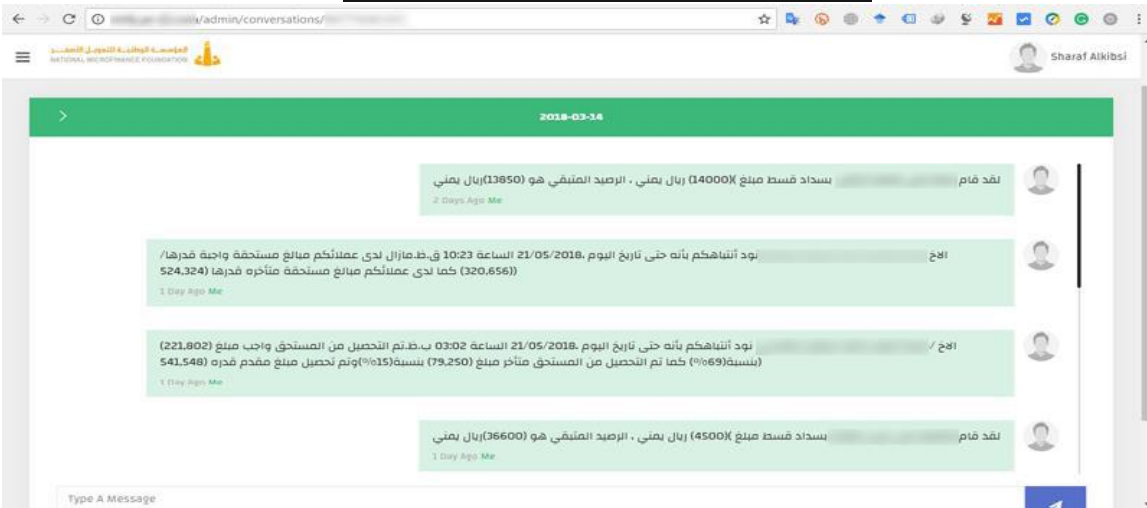 /admin/conversations/
المؤسسة الوطنية للتمويل الأصغر
NATIONAL MICROFINANCE FOUNDATION
Sharaf Alkibsi
2018-03-14
لقد قام بسداد قسط مبلغ )(14000) ريال يمني ، الرصيد المتبقي هو (13850)ريال يمني
2 Days Ago Me
الاخ نود أنتباهكم بأنه حتى تاريخ اليوم ،21/05/2018 الساعة 10:23 ق.ظ.مازال لدى عملائكم مبالغ مستحقة واجبة قدرها/
(320,656)) كما لدى عملائكم مبالغ مستحقة متأخره قدرها (524,324
1 Day Ago Me
الاخ / نود أنتباهكم بأنه حتى تاريخ اليوم ،21/05/2018 الساعة 03:02 ب.ظ.تم التحصيل من المستحق واجب مبلغ (221,802)
(بنسبة(69%) كما تم التحصيل من المستحق متأخر مبلغ (79,250) بنسبة(15%)وتم تحصيل مبلغ مقدم قدره (541,548
1 Day Ago Me
لقد قام بسداد قسط مبلغ )(4500) ريال يمني ، الرصيد المتبقي هو (36600)ريال يمني
1 Day Ago Me
Type A Message